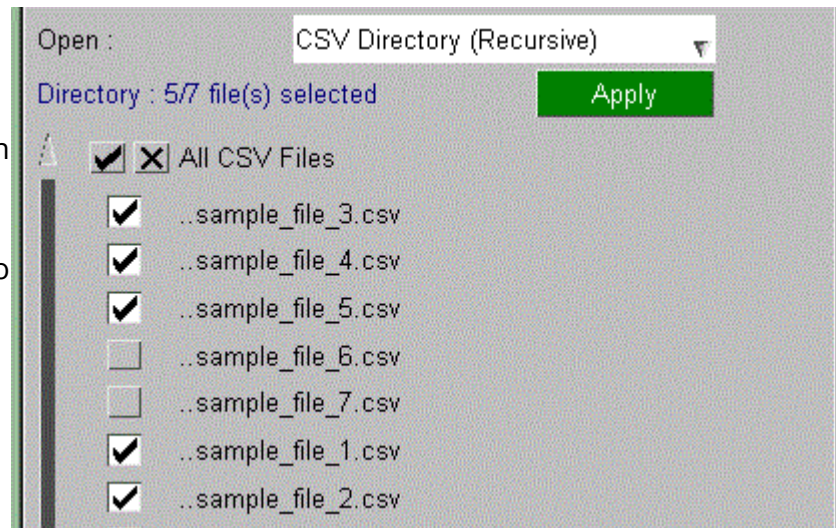 Open : CSV Directory (Recursive)
Directory : 5/7 file(s) selected Apply
All CSV Files
..sample_file_3.csv
..sample_file_4.csv
..sample_file_5.csv
..sample_file_6.csv
..sample_file_7.csv
..sample_file_1.csv
..sample_file_2.csv